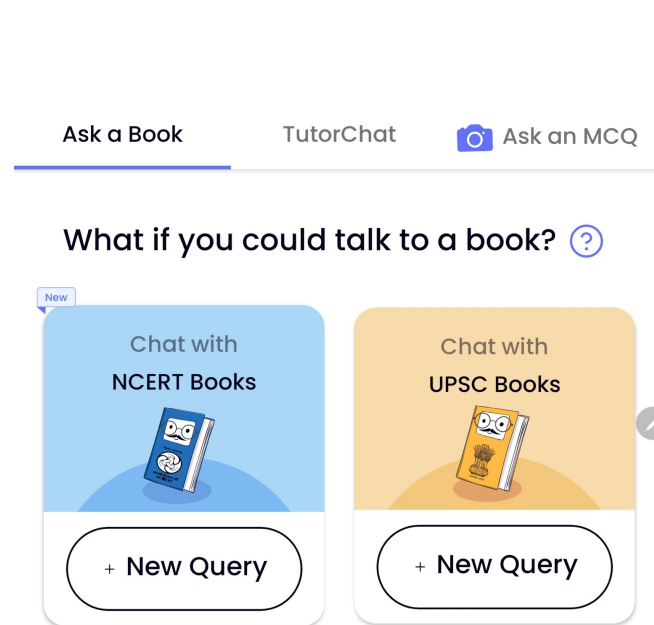 Ask a Book
TutorChat
Ask an MCQ
What if you could talk to a book? ?
New
Chat with
NCERT Books
+ New Query
Chat with
UPSC Books
+ New Query